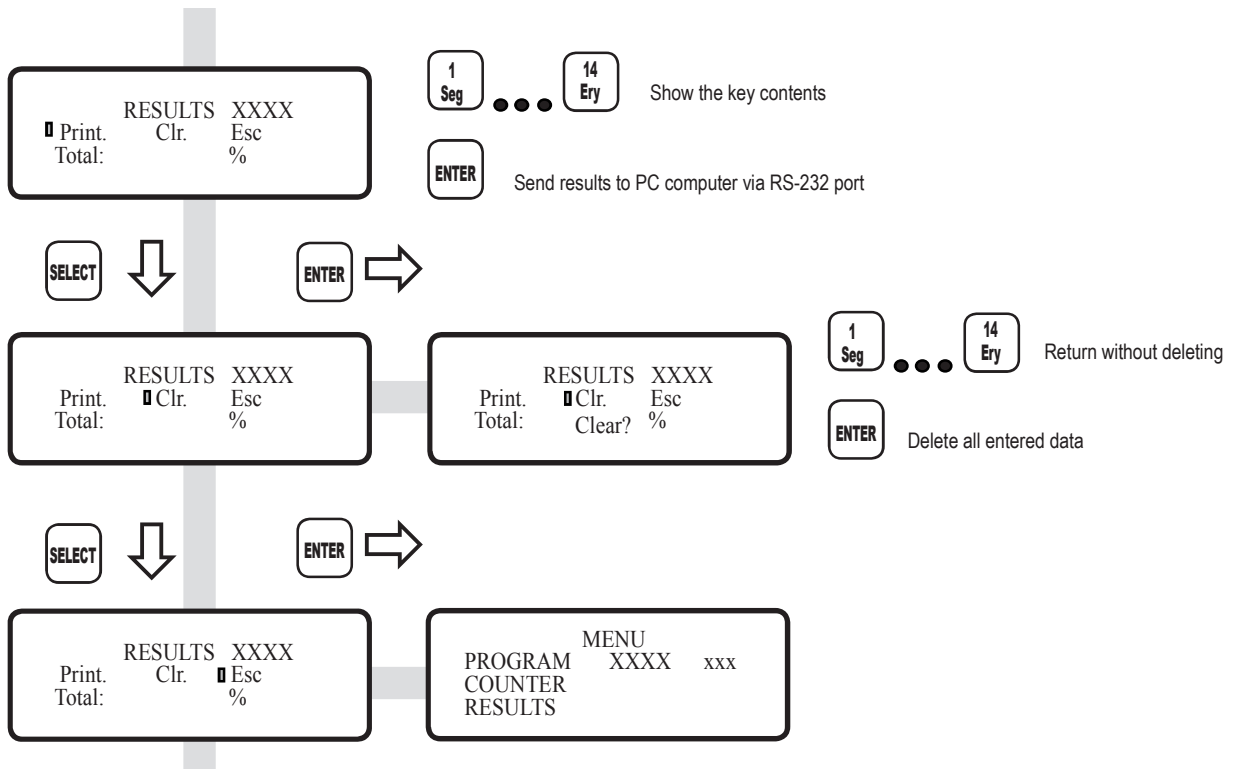 RESULTS XXXX
Print. Clr. Esc
Total: %
1 Seg 14 Ery Show the key contents
ENTER Send results to PC computer via RS-232 port
SELECT ENTER
RESULTS XXXX
Print. Clr. Esc
Total: %
RESULTS XXXX
Print. Clr. Esc
Total: Clear? %
1 Seg 14 Ery Return without deleting
ENTER Delete all entered data
SELECT ENTER
RESULTS XXXX
Print. Clr. Esc
Total: %
MENU
PROGRAM XXXX xxx
COUNTER
RESULTS